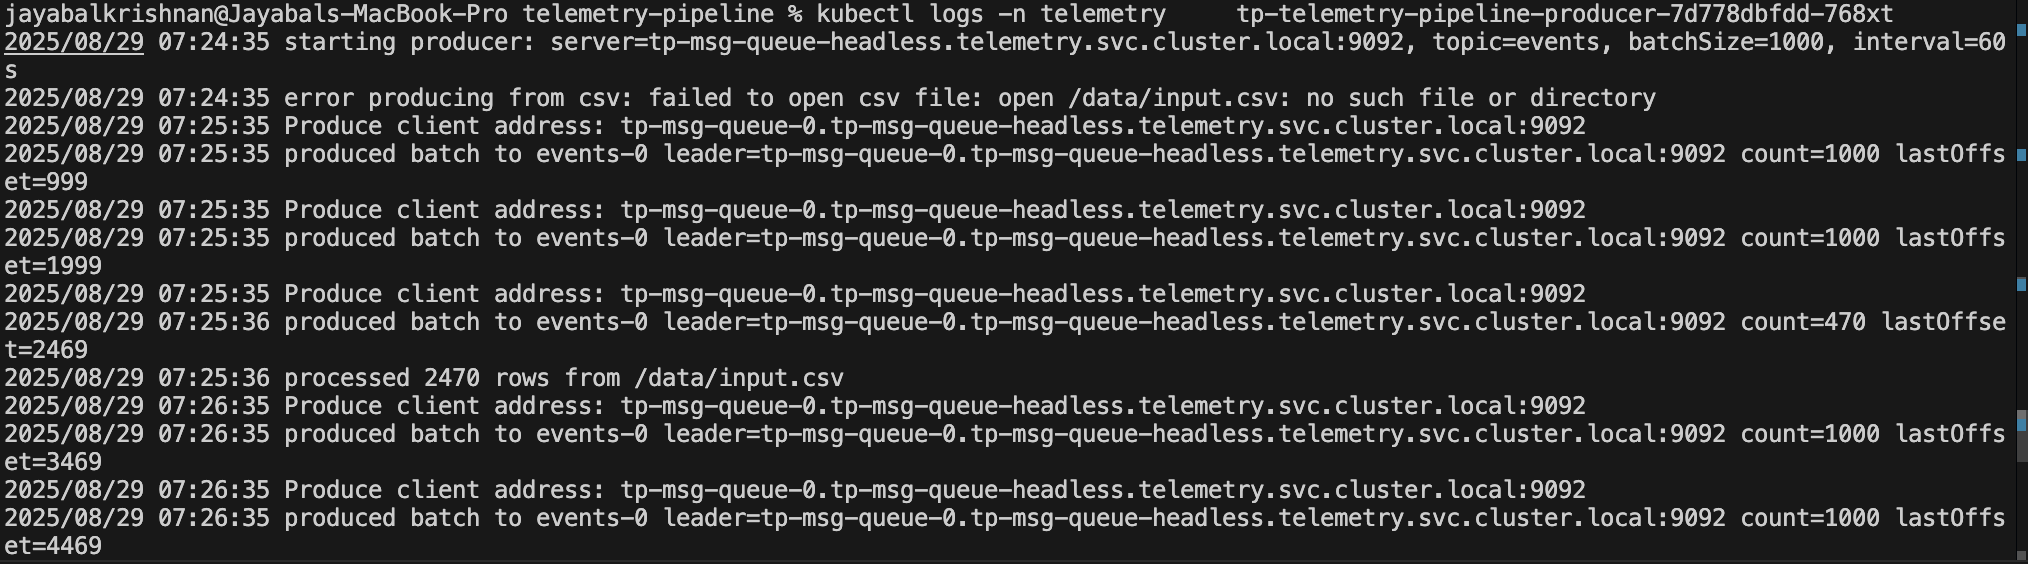 jayabalkrishnan@Jayabals-MacBook-Pro telemetry-pipeline % kubectl logs -n telemetry     tp-telemetry-pipeline-producer-7d778dbfdd-768xt
2025/08/29 07:24:35 starting producer: server=tp-msg-queue-headless.telemetry.svc.cluster.local:9092, topic=events, batchSize=1000, interval=60
s
2025/08/29 07:24:35 error producing from csv: failed to open csv file: open /data/input.csv: no such file or directory
2025/08/29 07:25:35 Produce client address: tp-msg-queue-0.tp-msg-queue-headless.telemetry.svc.cluster.local:9092
2025/08/29 07:25:35 produced batch to events-0 leader=tp-msg-queue-0.tp-msg-queue-headless.telemetry.svc.cluster.local:9092 count=1000 lastOffs
et=999
2025/08/29 07:25:35 Produce client address: tp-msg-queue-0.tp-msg-queue-headless.telemetry.svc.cluster.local:9092
2025/08/29 07:25:35 produced batch to events-0 leader=tp-msg-queue-0.tp-msg-queue-headless.telemetry.svc.cluster.local:9092 count=1000 lastOffs
et=1999
2025/08/29 07:25:35 Produce client address: tp-msg-queue-0.tp-msg-queue-headless.telemetry.svc.cluster.local:9092
2025/08/29 07:25:36 produced batch to events-0 leader=tp-msg-queue-0.tp-msg-queue-headless.telemetry.svc.cluster.local:9092 count=470 lastOffse
t=2469
2025/08/29 07:25:36 processed 2470 rows from /data/input.csv
2025/08/29 07:26:35 Produce client address: tp-msg-queue-0.tp-msg-queue-headless.telemetry.svc.cluster.local:9092
2025/08/29 07:26:35 produced batch to events-0 leader=tp-msg-queue-0.tp-msg-queue-headless.telemetry.svc.cluster.local:9092 count=1000 lastOffs
et=3469
2025/08/29 07:26:35 Produce client address: tp-msg-queue-0.tp-msg-queue-headless.telemetry.svc.cluster.local:9092
2025/08/29 07:26:35 produced batch to events-0 leader=tp-msg-queue-0.tp-msg-queue-headless.telemetry.svc.cluster.local:9092 count=1000 lastOffs
et=4469